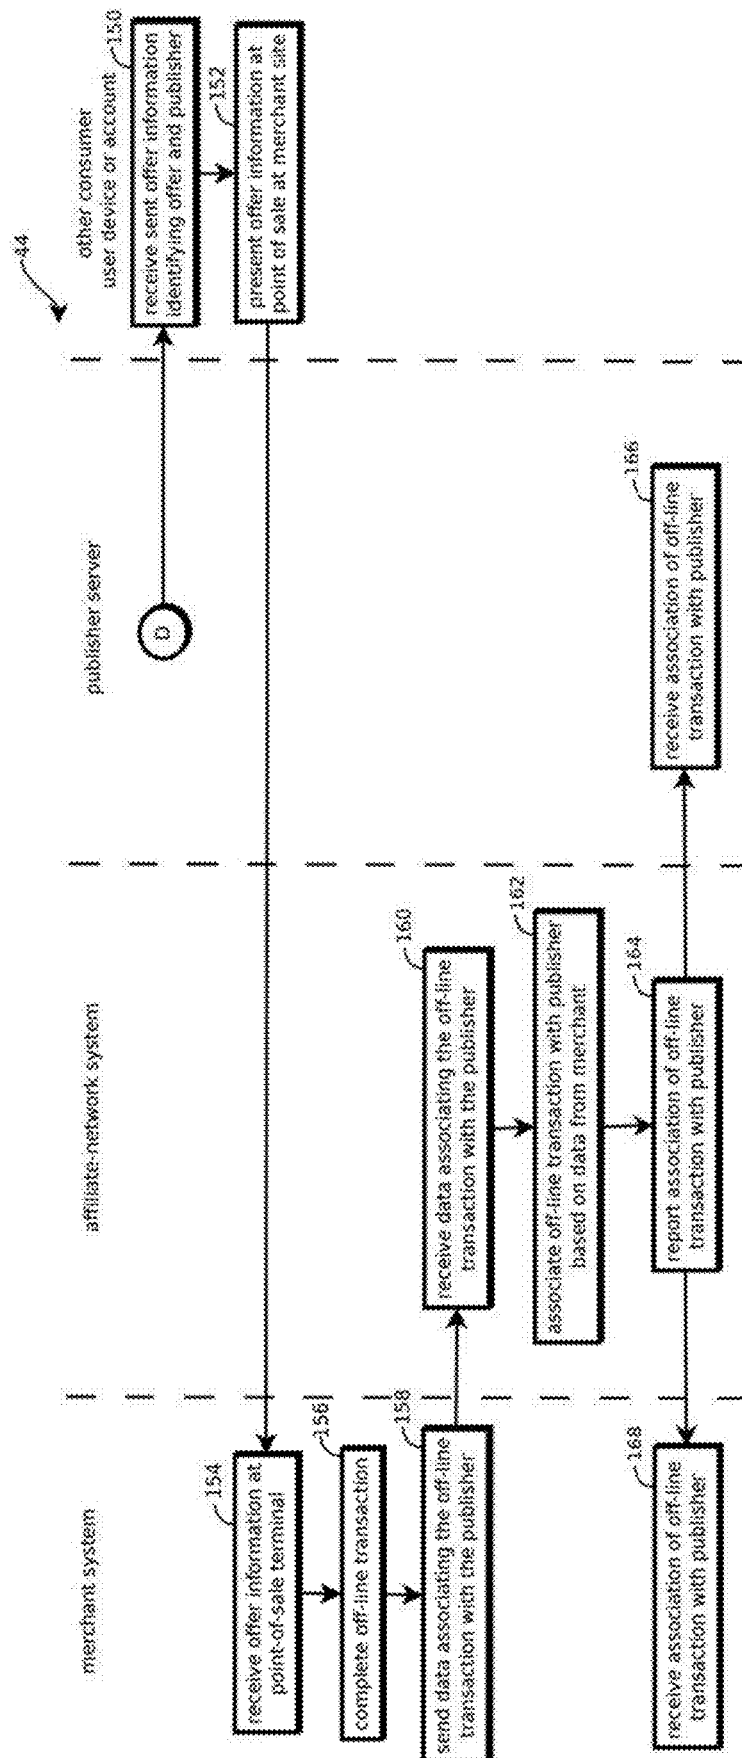 44
merchant system
affiliate-network system
publisher server
other consumer
user device or account
D
150
receive sent offer information
identifying offer and publisher
152
present offer information at
point of sale at merchant site
154
receive offer information at
point-of-sale terminal
156
complete off-line transaction
158
send data associating the off-line
transaction with the publisher
160
receive data associating the off-line
transaction with the publisher
162
associate off-line transaction with publisher
based on data from merchant
164
report association of off-line
transaction with publisher
166
receive association of off-line
transaction with publisher
168
receive association of off-line
transaction with publisher